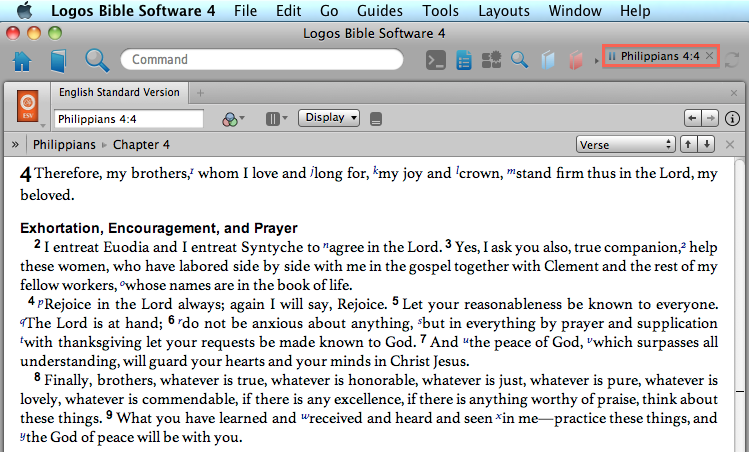 Logos Bible Software 4 File Edit Go Guides Tools Layouts Window Help
Logos Bible Software 4
Command
Philippians 4:4
English Standard Version
ESV
Philippians 4:4
Display
» Philippians Chapter 4
Verse
4 Therefore, my brothers,1 whom I love and jlong for, kmy joy and lcrown, mstand firm thus in the Lord, my
beloved.
Exhortation, Encouragement, and Prayer
2 I entreat Euodia and I entreat Syntyche to nagree in the Lord. 3 Yes, I ask you also, true companion,2 help
these women, who have labored side by side with me in the gospel together with Clement and the rest of my
fellow workers, owhose names are in the book of life.
4 pRejoice in the Lord always; again I will say, Rejoice. 5 Let your reasonableness be known to everyone.
qThe Lord is at hand; 6 rdo not be anxious about anything, sbut in everything by prayer and supplication
twith thanksgiving let your requests be made known to God. 7 And uthe peace of God, vwhich surpasses all
understanding, will guard your hearts and your minds in Christ Jesus.
8 Finally, brothers, whatever is true, whatever is honorable, whatever is just, whatever is pure, whatever is
lovely, whatever is commendable, if there is any excellence, if there is anything worthy of praise, think about
these things. 9 What you have learned and wreceived and heard and seen xin me—practice these things, and
ythe God of peace will be with you.